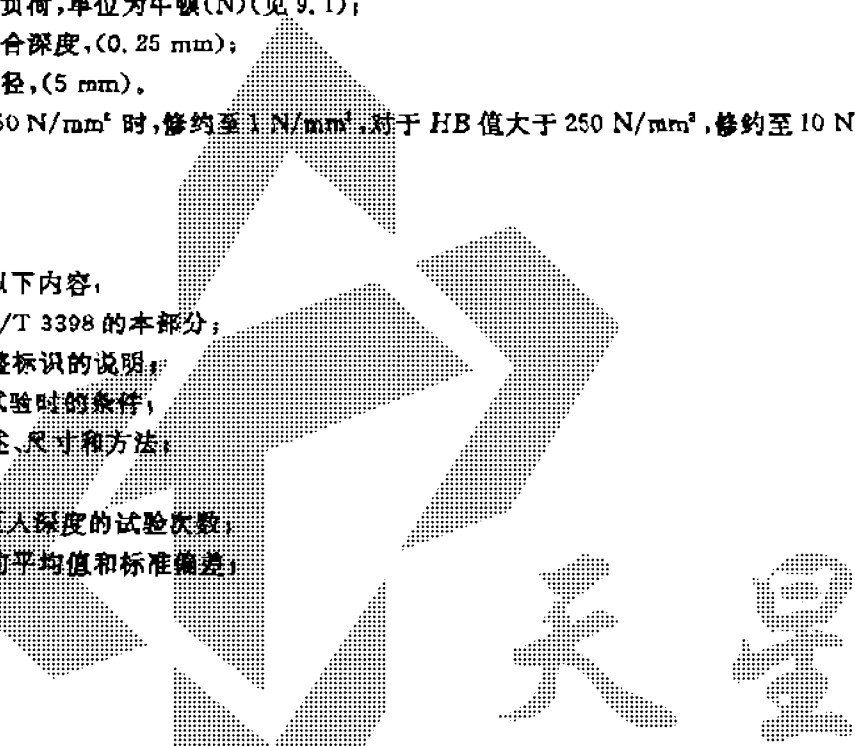 负荷,单位为牛顿(N)(见 9.1);
合深度,(0.25 mm);
径,(5 mm)。
50 N/mm² 时,修约至 1 N/mm²,对于 HB 值大于 250 N/mm²,修约至 10 N
以下内容:
/T 3398 的本部分;
整标识的说明;
试验时的条件;
述、尺寸和方法;
压入深度的试验次数;
的平均值和标准偏差;
天星